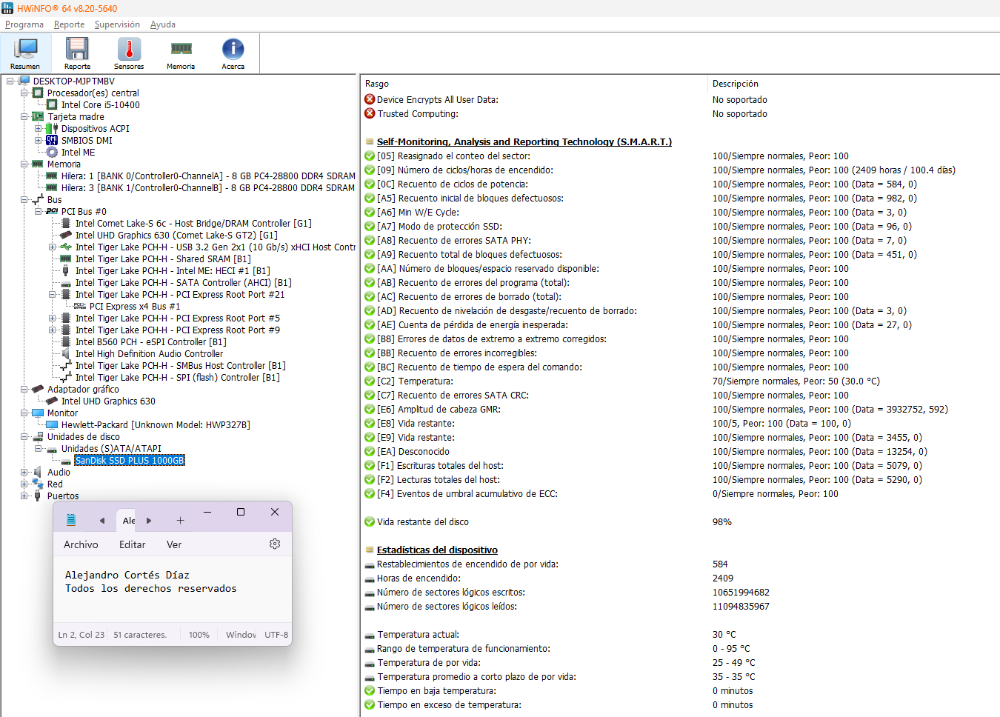 HWiNFO® 64 v8.20-5640
Programa Reporte Supervisión Ayuda
Resumen Reporte Sensores Memoria Acerca
DESKTOP-MJPTMBV
Procesador(es) central
Intel Core i5-10400
Tarjeta madre
Dispositivos ACPI
SMBIOS DMI
Intel ME
Memoria
Hilera: 1 [BANK 0/Controller0-ChannelA] - 8 GB PC4-28800 DDR4 SDRAM
Hilera: 3 [BANK 1/Controller0-ChannelB] - 8 GB PC4-28800 DDR4 SDRAM
Bus
PCI Bus #0
Intel Comet Lake-S 6c - Host Bridge/DRAM Controller [G1]
Intel UHD Graphics 630 (Comet Lake-S GT2) [G1]
Intel Tiger Lake PCH-H - USB 3.2 Gen 2x1 (10 Gb/s) xHCI Host Contr
Intel Tiger Lake PCH-H - Shared SRAM [B1]
Intel Tiger Lake PCH-H - Intel ME: HECI #1 [B1]
Intel Tiger Lake PCH-H - SATA Controller (AHCI) [B1]
Intel Tiger Lake PCH-H - PCI Express Root Port #21
PCI Express x4 Bus #1
Intel Tiger Lake PCH-H - PCI Express Root Port #5
Intel Tiger Lake PCH-H - PCI Express Root Port #9
Intel B560 PCH - eSPI Controller [B1]
Intel High Definition Audio Controller
Intel Tiger Lake PCH-H - SMBus Host Controller [B1]
Intel Tiger Lake PCH-H - SPI (flash) Controller [B1]
Adaptador gráfico
Intel UHD Graphics 630
Monitor
Hewlett-Packard [Unknown Model: HWP327B]
Unidades de disco
Unidades (S)ATA/ATAPI
SanDisk SSD PLUS 1000GB
Audio
Red
Puertos
Ale
Archivo Editar Ver
Alejandro Cortés Díaz
Todos los derechos reservados
Ln 2, Col 23 51 caracteres. 100% Window UTF-8
Rasgo Descripción
Device Encrypts All User Data: No soportado
Trusted Computing: No soportado
Self-Monitoring, Analysis and Reporting Technology (S.M.A.R.T.)
[05] Reasignado el conteo del sector: 100/Siempre normales, Peor: 100
[09] Número de ciclos/horas de encendido: 100/Siempre normales, Peor: 100 (2409 horas / 100.4 días)
[0C] Recuento de ciclos de potencia: 100/Siempre normales, Peor: 100 (Data = 584, 0)
[A5] Recuento inicial de bloques defectuosos: 100/Siempre normales, Peor: 100 (Data = 982, 0)
[A6] Min W/E Cycle: 100/Siempre normales, Peor: 100 (Data = 3, 0)
[A7] Modo de protección SSD: 100/Siempre normales, Peor: 100 (Data = 96, 0)
[A8] Recuento de errores SATA PHY: 100/Siempre normales, Peor: 100 (Data = 7, 0)
[A9] Recuento total de bloques defectuosos: 100/Siempre normales, Peor: 100 (Data = 451, 0)
[AA] Número de bloques/espacio reservado disponible: 100/Siempre normales, Peor: 100
[AB] Recuento de errores del programa (total): 100/Siempre normales, Peor: 100
[AC] Recuento de errores de borrado (total): 100/Siempre normales, Peor: 100
[AD] Recuento de nivelación de desgaste/recuento de borrado: 100/Siempre normales, Peor: 100 (Data = 3, 0)
[AE] Cuenta de pérdida de energía inesperada: 100/Siempre normales, Peor: 100 (Data = 27, 0)
[B8] Errores de datos de extremo a extremo corregidos: 100/Siempre normales, Peor: 100
[BB] Recuento de errores incorregibles: 100/Siempre normales, Peor: 100
[BC] Recuento de tiempo de espera del comando: 100/Siempre normales, Peor: 100
[C2] Temperatura: 70/Siempre normales, Peor: 50 (30.0 °C)
[C7] Recuento de errores SATA CRC: 100/Siempre normales, Peor: 100
[E6] Amplitud de cabeza GMR: 100/Siempre normales, Peor: 100 (Data = 3932752, 592)
[E8] Vida restante: 100/5, Peor: 100 (Data = 100, 0)
[E9] Vida restante: 100/Siempre normales, Peor: 100 (Data = 3455, 0)
[EA] Desconocido 100/Siempre normales, Peor: 100 (Data = 13254, 0)
[F1] Escrituras totales del host: 100/Siempre normales, Peor: 100 (Data = 5079, 0)
[F2] Lecturas totales del host: 100/Siempre normales, Peor: 100 (Data = 5290, 0)
[F4] Eventos de umbral acumulativo de ECC: 0/Siempre normales, Peor: 100
Vida restante del disco 98%
Estadísticas del dispositivo
Restablecimientos de encendido de por vida: 584
Horas de encendido: 2409
Número de sectores lógicos escritos: 10651994682
Número de sectores lógicos leídos: 11094835967
Temperatura actual: 30 °C
Rango de temperatura de funcionamiento: 0 - 95 °C
Temperatura de por vida: 25 - 49 °C
Temperatura promedio a corto plazo de por vida: 35 - 35 °C
Tiempo en baja temperatura: 0 minutos
Tiempo en exceso de temperatura: 0 minutos